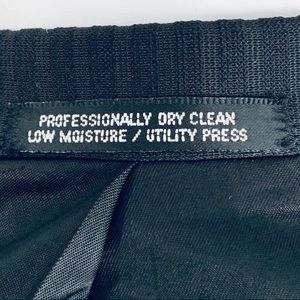 PROFESSIONALLY DRY CLEAN
LOW MOISTURE / UTILITY PRESS